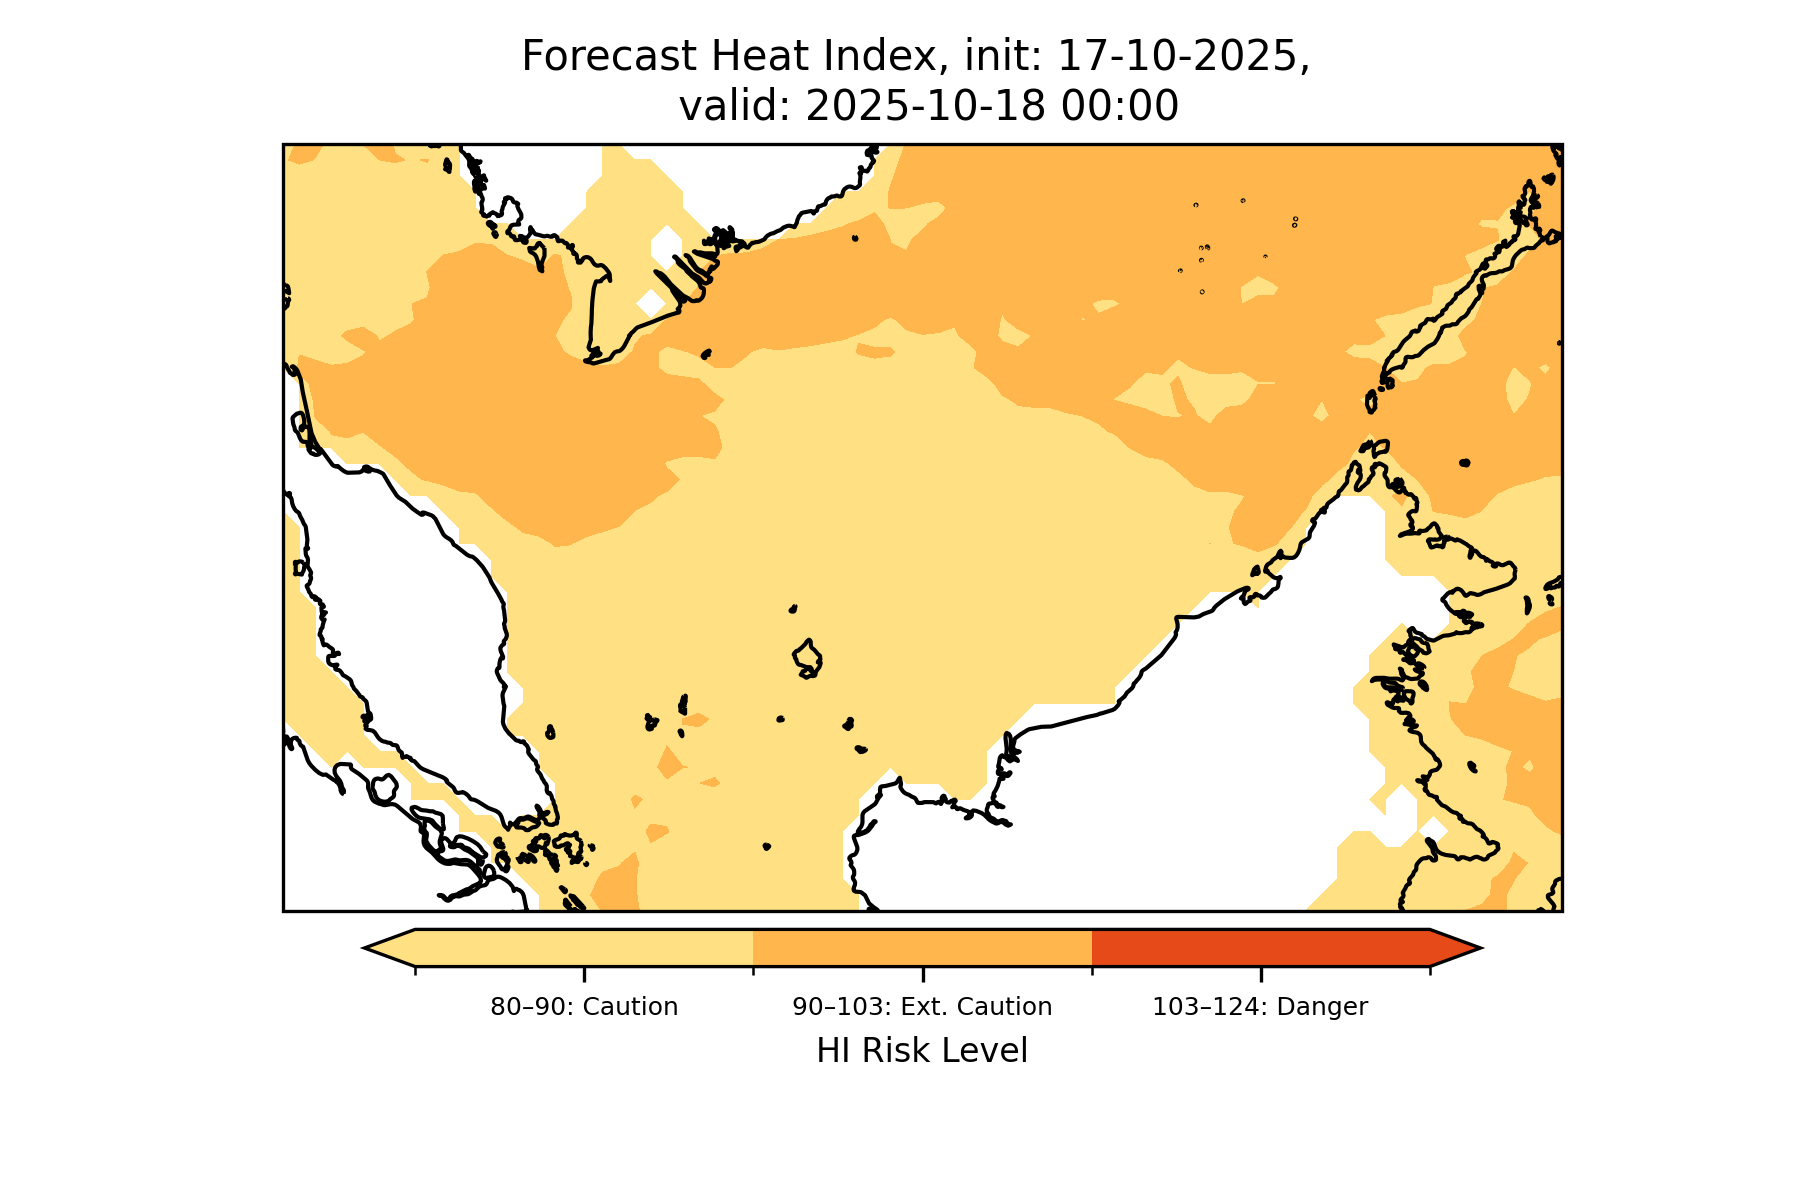 Forecast Heat Index, init: 17-10-2025,
valid: 2025-10-18 00:00
80–90: Caution
90–103: Ext. Caution
103–124: Danger
HI Risk Level